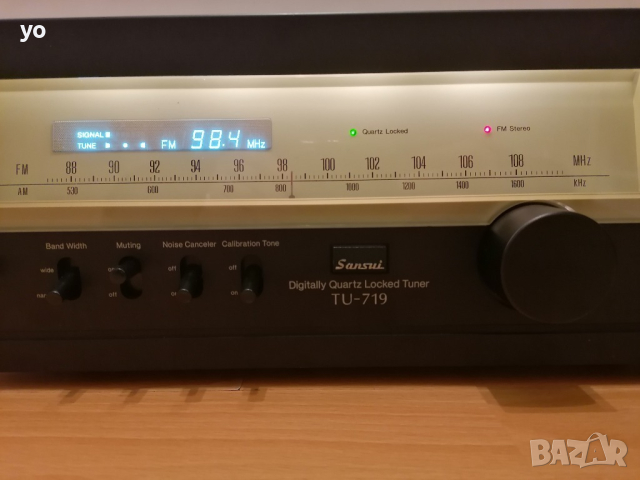 yo
SIGNAL
TUNE FM 98.4 MHz
Quartz Locked
FM Stereo
FM 88 90 92 94 96 98 100 102 104 106 108 MHz
AM 530 600 700 800 1000 1200 1400 1600 KHz
Band Width Muting Noise Canceler Calibration Tone
wide on off off
nar off on on
Sansui
Digitally Quartz Locked Tuner
TU-719
BAZAR